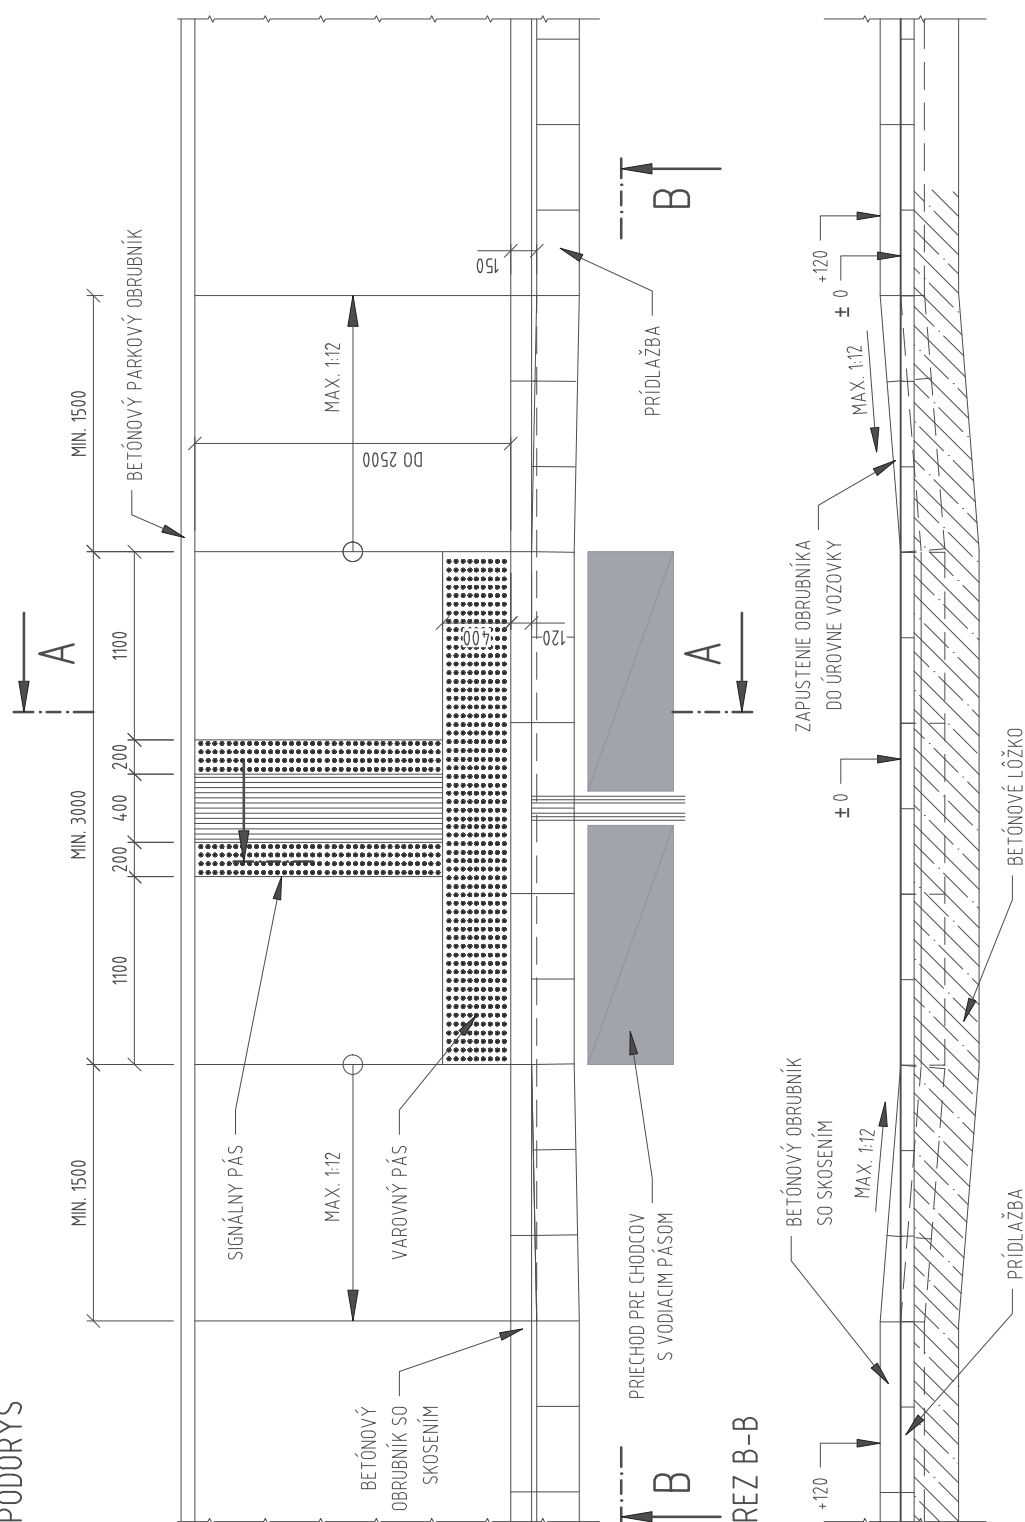 PÔDORYS
MIN. 1500
MIN. 3000
MIN. 1500
1100
200
400
200
1100
BETÓNOVÝ PARKOVÝ OBRUBNÍK
A
A
SIGNÁLNY PÁS
MAX. 1:12
MAX. 1:12
DO 2500
VAROVNÝ PÁS
400
120
150
BETÓNOVÝ
OBRUBNÍK SO
SKOSENÍM
PRIECHOD PRE CHODCOV
S VODIACIM PÁSOM
PRÍDLAŽBA
B
B
REZ B-B
+120
BETÓNOVÝ OBRUBNÍK
SO SKOSENÍM
MAX. 1:12
± 0
ZAPUSTENIE OBRUBNÍKA
DO ÚROVNE VOZOVKY
MAX. 1:12
± 0
+120
PRÍDLAŽBA
BETÓNOVÉ LÔŽKO